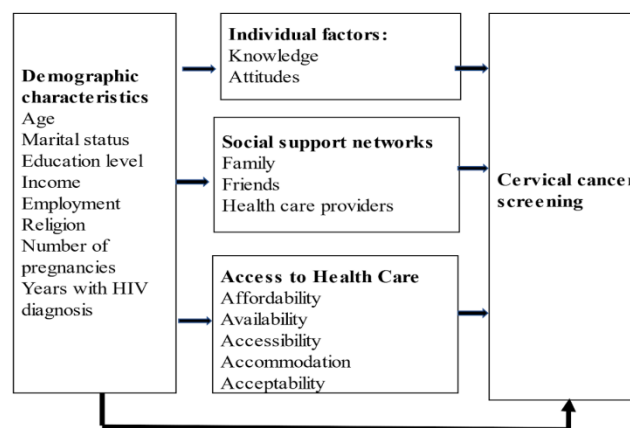 Demographic
characteristics
Age
Marital status
Education level
Income
Employment
Religion
Number of
pregnancies
Years with HIV
diagnosis
Individual factors:
Knowledge
Attitudes
Social support networks
Family
Friends
Health care providers
Access to Health Care
Affordability
Availability
Accessibility
Accommodation
Acceptability
Cervical cancer
screening